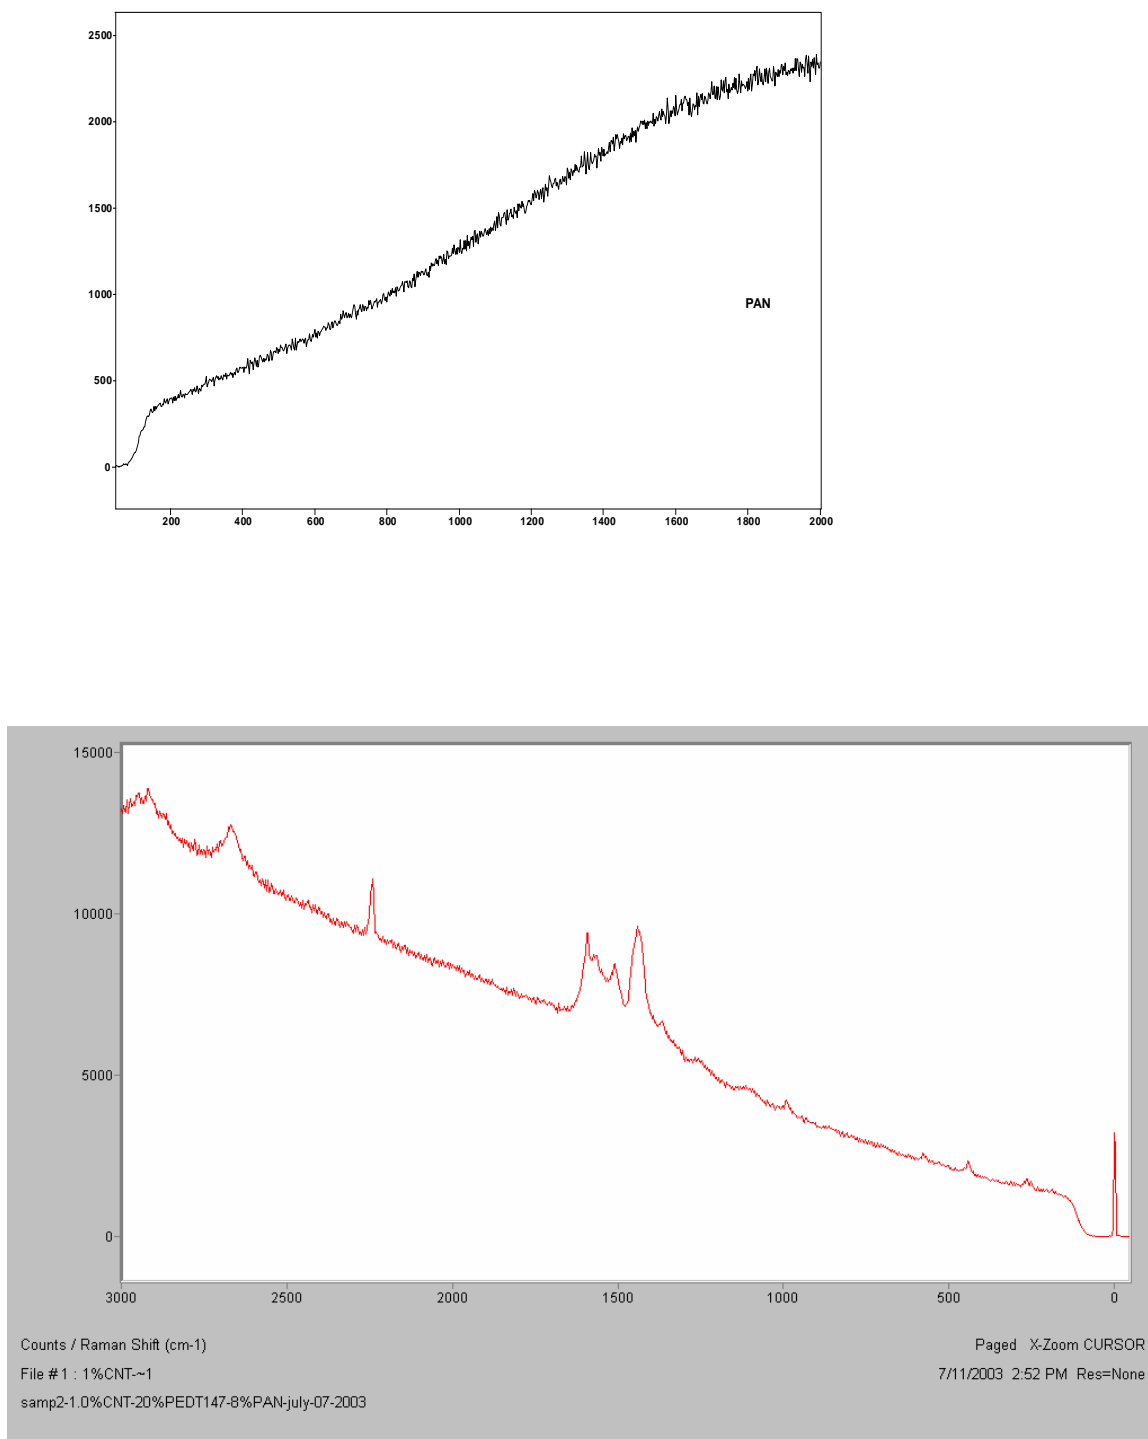 2500
2000
1500
1000
PAN
500
0
200 400 600 800 1000 1200 1400 1600 1800 2000
15000
10000
5000
0
3000 2500 2000 1500 1000 500 0
Counts / Raman Shift (cm-1) Paged X-Zoom CURSOR
File # 1 : 1%CNT-~1 7/11/2003 2:52 PM Res=None
samp2-1.0%CNT-20%PEDT147-8%PAN-july-07-2003